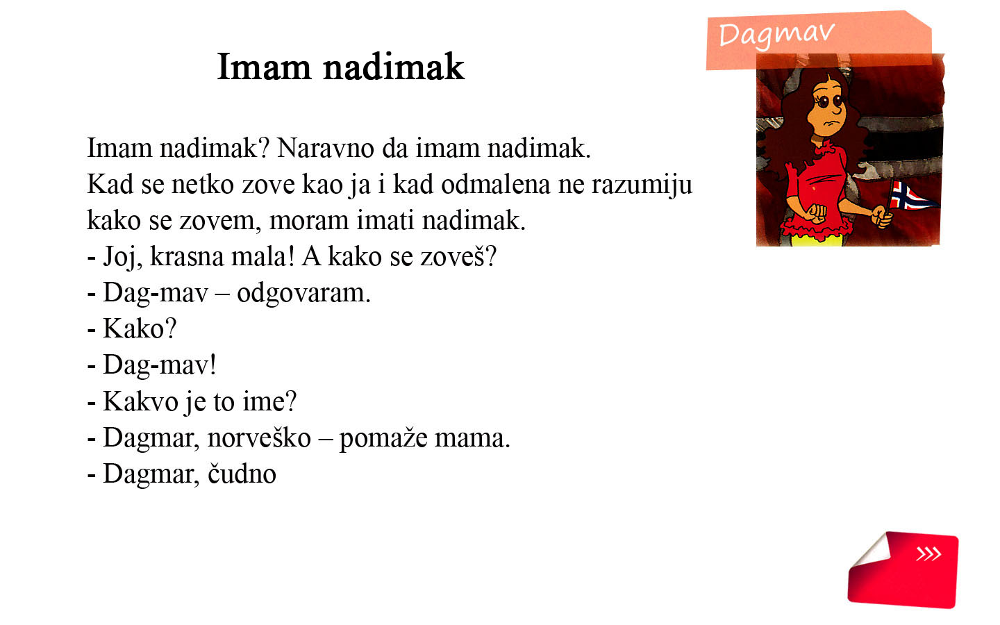 Dagmav
Imam nadimak
Imam nadimak? Naravno da imam nadimak.
Kad se netko zove kao ja i kad odmalena ne razumiju
kako se zovem, moram imati nadimak.
- Joj, krasna mala! A kako se zoveš?
- Dag-mav – odgovaram.
- Kako?
- Dag-mav!
- Kakvo je to ime?
- Dagmar, norveško – pomaže mama.
- Dagmar, čudno